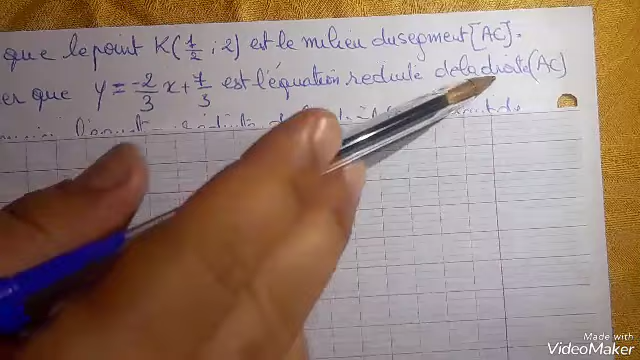 que le point K(1/2 ; 2) est le milieu du segment [AC].
er que y = -2/3 x + 7/3 est l'équation reduite de la droite (AC)
Made with
VideoMaker